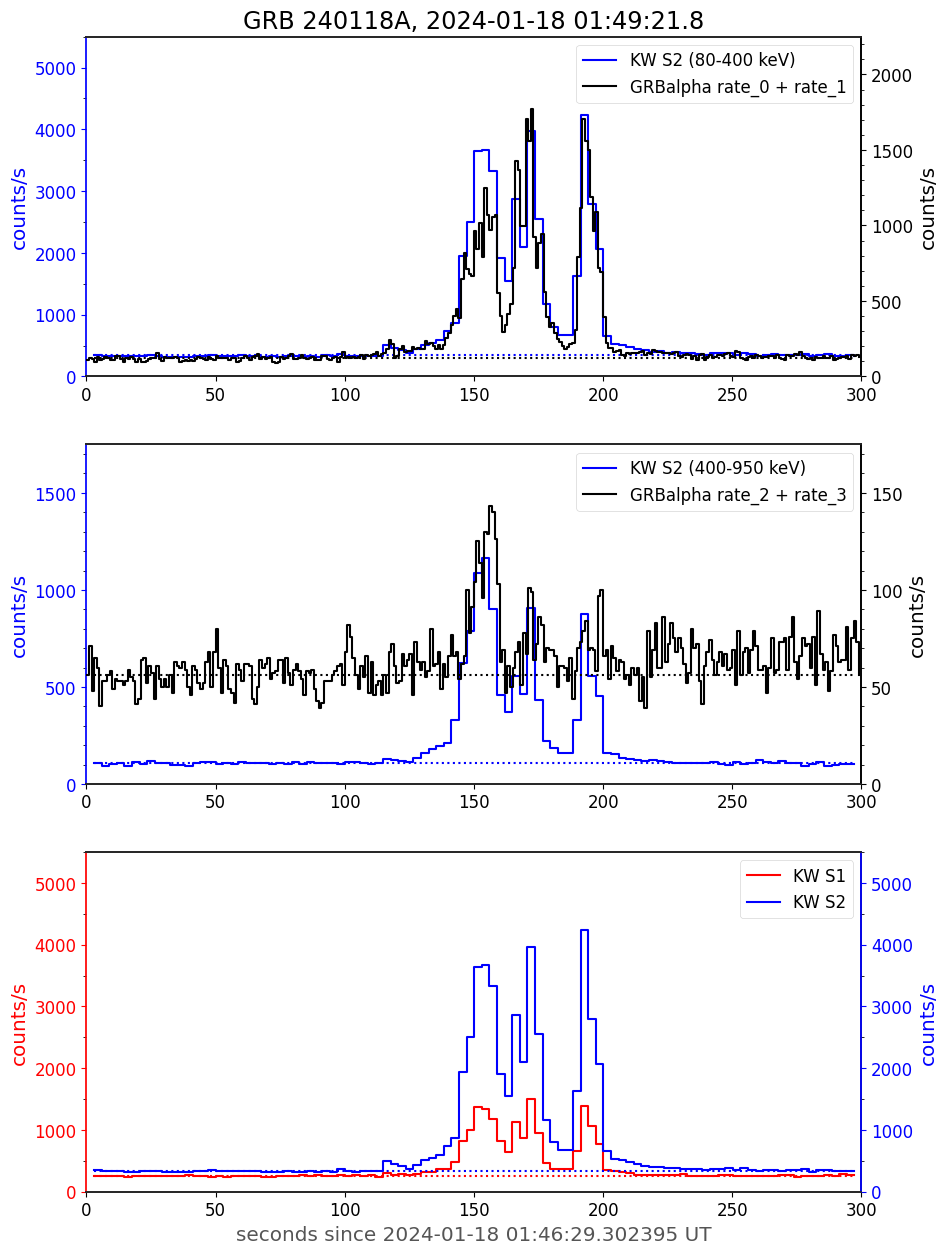 GRB 240118A, 2024-01-18 01:49:21.8
KW S2 (80-400 keV)
GRBalpha rate_0 + rate_1
counts/s
5000
4000
3000
2000
1000
0
2000
1500
1000
500
0
counts/s
0 50 100 150 200 250 300
KW S2 (400-950 keV)
GRBalpha rate_2 + rate_3
counts/s
1500
1000
500
0
150
100
50
0
counts/s
0 50 100 150 200 250 300
KW S1
KW S2
counts/s
5000
4000
3000
2000
1000
0
5000
4000
3000
2000
1000
0
counts/s
0 50 100 150 200 250 300
seconds since 2024-01-18 01:46:29.302395 UT